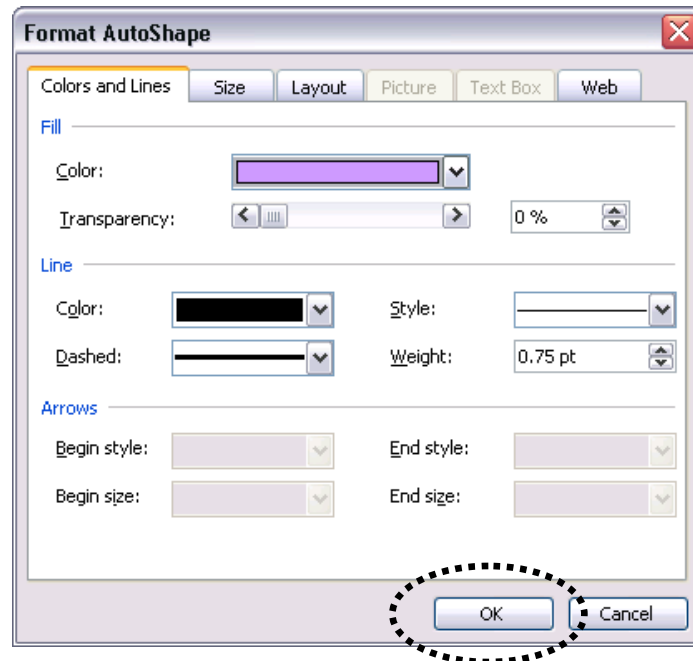 Format AutoShape
Colors and Lines Size Layout Picture Text Box Web
Fill
Color:
Transparency: 0 %
Line
Color: Style:
Dashed: Weight: 0.75 pt
Arrows
Begin style: End style:
Begin size: End size:
OK Cancel